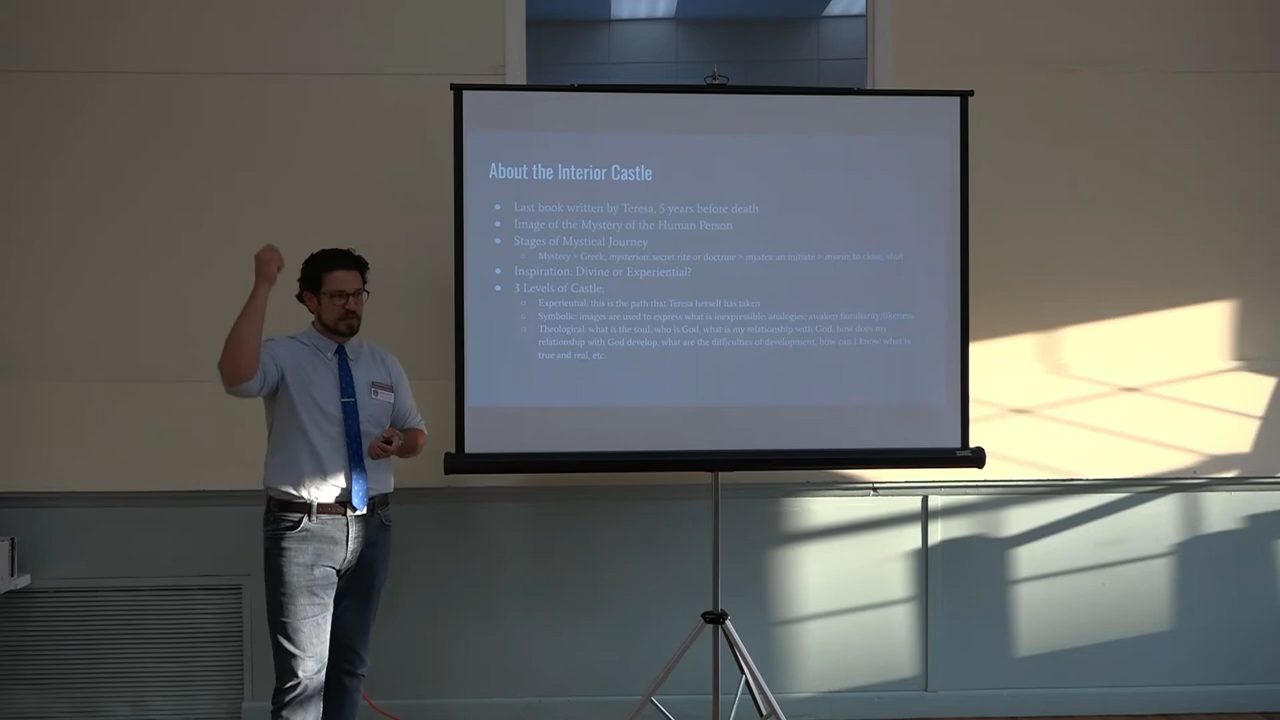 About the Interior Castle
Last book written by Teresa, 5 years before death
Image of the Mystery of the Human Person
Stages of Mystical Journey
Mystery > Greek, mysterion: secret rite or doctrine > mystes: an initiate > myein: to close, shut
Inspiration: Divine or Experiential?
3 Levels of Castle:
Experiential: this is the path that Teresa herself has taken
Symbolic: images are used to express what is inexpressible; analogies; awaken familiarity/likeness
Theological: what is the soul, who is God, what is my relationship with God, how does my
relationship with God develop, what are the difficulties of development, how can I know what is
true and real, etc.